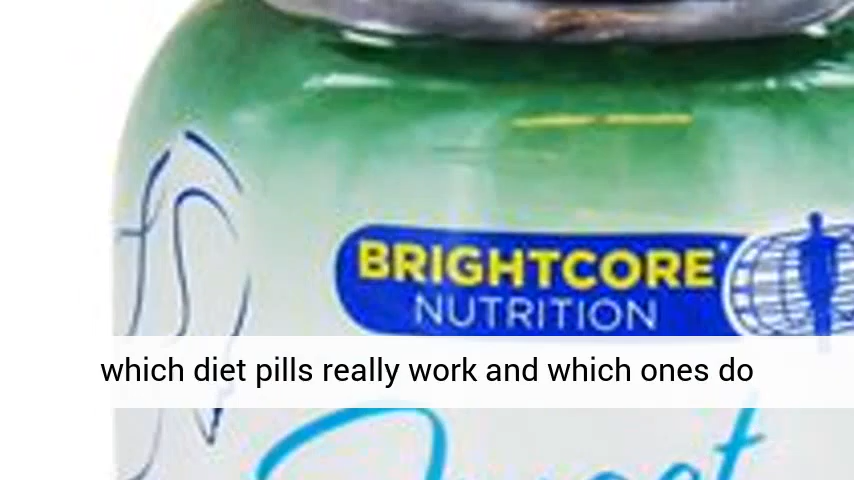 BRIGHTCORE
NUTRITION
which diet pills really work and which ones do